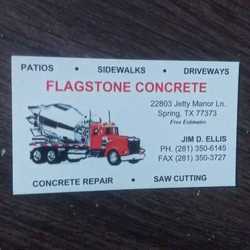 PATIOS • SIDEWALKS • DRIVEWAYS
FLAGSTONE CONCRETE
22803 Jetty Manor Ln.
Spring, TX 77373
Free Estimates
JIM D. ELLIS
PH. (281) 350-6145
FAX (281) 350-3727
CONCRETE REPAIR • SAW CUTTING